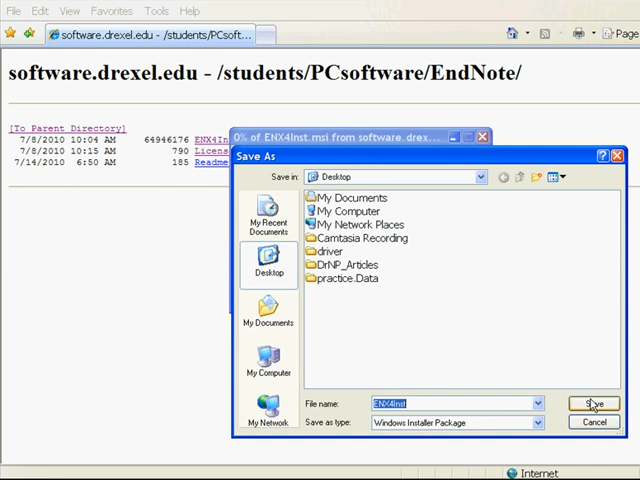 File Edit View Favorites Tools Help
software.drexel.edu - /students/PCsoft...
Page
software.drexel.edu - /students/PCsoftware/EndNote/
[To Parent Directory]
7/8/2010 10:04 AM 64946176 ENX4I
7/8/2010 10:15 AM 790 Licens
7/14/2010 6:50 AM 185 Readme
0% of ENX4Inst.msi from software.drex...
Save As
Save in: Desktop
My Recent
Documents
Desktop
My Documents
My Computer
My Network
My Documents
My Computer
My Network Places
Camtasia Recording
driver
DrNP_Articles
practice.Data
File name: ENX4Inst Save
Save as type: Windows Installer Package Cancel
Internet